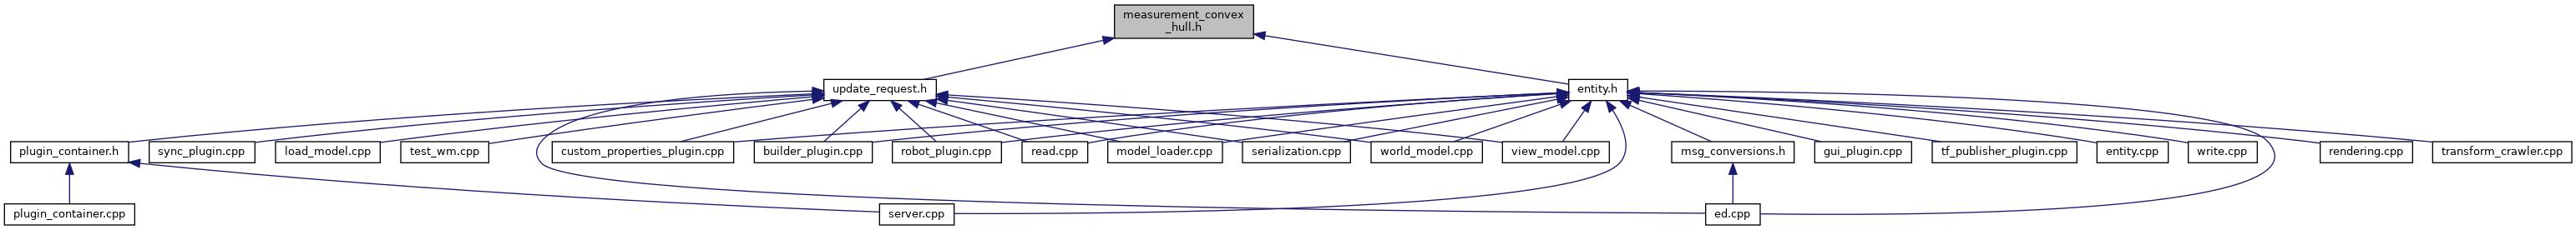 measurement_convex
_hull.h
update_request.h
entity.h
plugin_container.h
sync_plugin.cpp
load_model.cpp
test_wm.cpp
custom_properties_plugin.cpp
builder_plugin.cpp
robot_plugin.cpp
read.cpp
model_loader.cpp
serialization.cpp
world_model.cpp
view_model.cpp
msg_conversions.h
gui_plugin.cpp
tf_publisher_plugin.cpp
entity.cpp
write.cpp
rendering.cpp
transform_crawler.cpp
plugin_container.cpp
server.cpp
ed.cpp